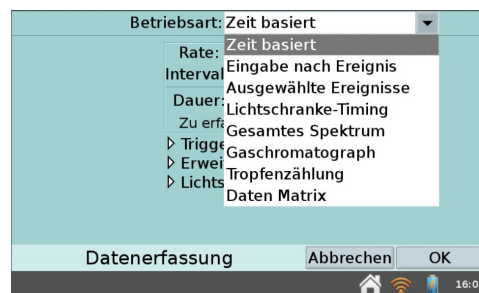 Betriebsart: Zeit basiert
Zeit basiert
Rate:
Eingabe nach Ereignis
Interval
Ausgewählte Ereignisse
Dauer:
Lichtschranke-Timing
Zu erfa
Gesamtes Spektrum
Trigge
Gaschromatograph
Erwei
Tropfenzählung
Lichts
Daten Matrix
Datenerfassung Abbrechen OK
16:0